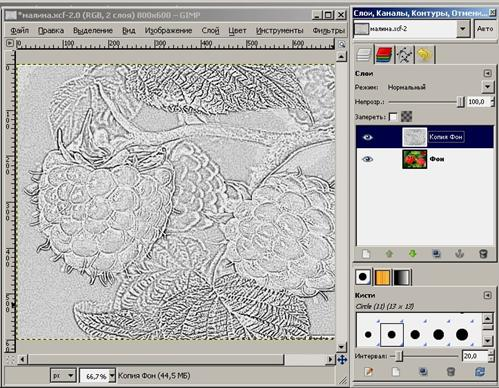 *малина.xcf-2.0 (RGB, 2 слоя) 800x600 – GIMP
Файл Правка Выделение Вид Изображение Слой Цвет Инструменты Фильтры
px 66,7% Копия Фон (44,5 МБ)
Слои, Каналы, Контуры, Отмени...
малина.xcf-2 Авто
Слои
Режим: Нормальный
Непрозр.: 100,0
Запереть:
Копия Фон
Фон
Кисти
Circle (11) (13 × 13)
Интервал: 20,0